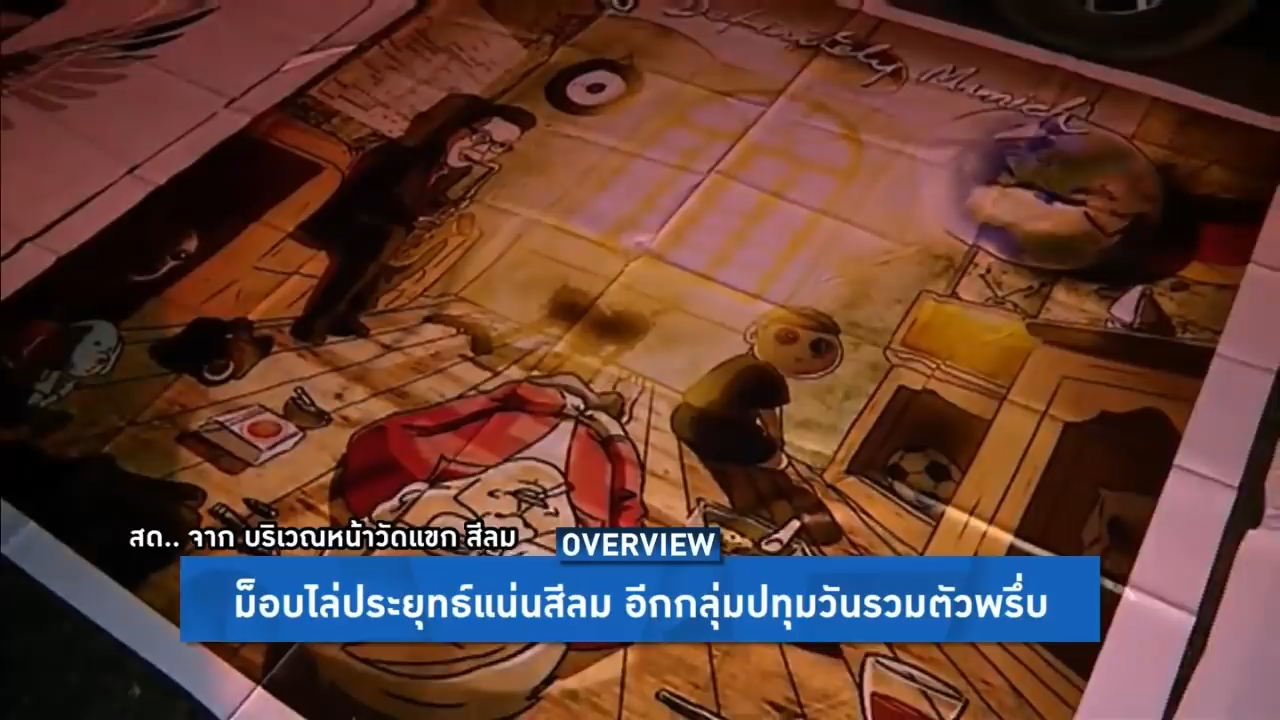 Definitely Munich
สด.. จาก บริเวณหน้าวัดแขก สีลม
OVERVIEW
ม็อบไล่ประยุทธ์แน่นสีลม อีกกลุ่มปทุมวันรวมตัวพรึ่บ